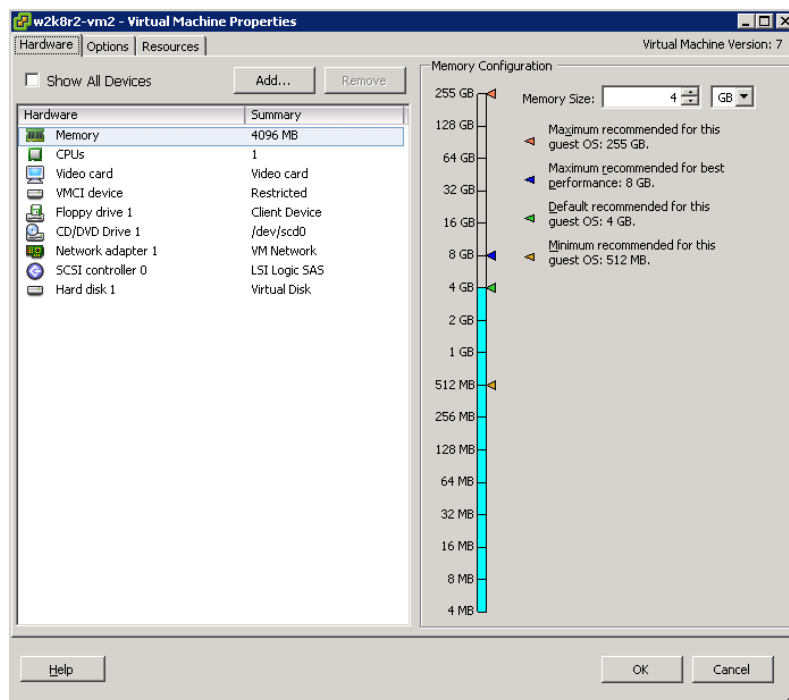 w2k8r2-vm2 - Virtual Machine Properties
Hardware Options Resources
Virtual Machine Version: 7
Show All Devices
Add...
Remove
Hardware Summary
Memory 4096 MB
CPUs 1
Video card Video card
VMCI device Restricted
Floppy drive 1 Client Device
CD/DVD Drive 1 /dev/scd0
Network adapter 1 VM Network
SCSI controller 0 LSI Logic SAS
Hard disk 1 Virtual Disk
Memory Configuration
255 GB
128 GB
64 GB
32 GB
16 GB
8 GB
4 GB
2 GB
1 GB
512 MB
256 MB
128 MB
64 MB
32 MB
16 MB
8 MB
4 MB
Memory Size: 4 GB
Maximum recommended for this
guest OS: 255 GB.
Maximum recommended for best
performance: 8 GB.
Default recommended for this
guest OS: 4 GB.
Minimum recommended for this
guest OS: 512 MB.
Help
OK
Cancel